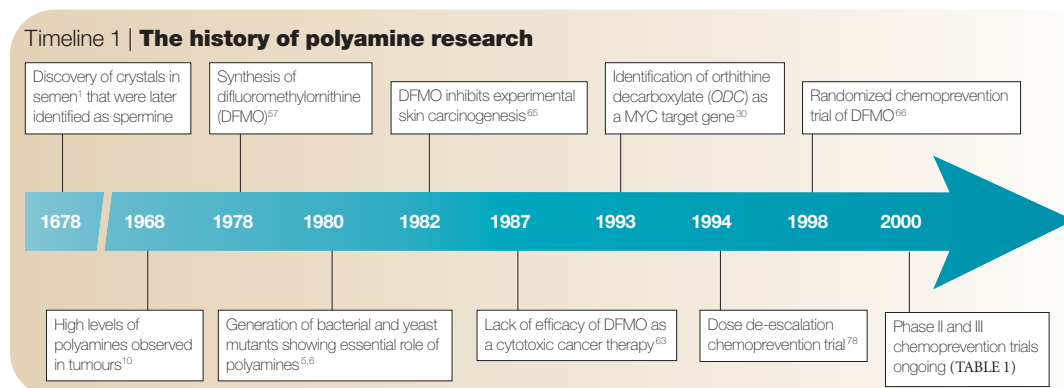 Timeline 1 | The history of polyamine research
Discovery of crystals in
semen1 that were later
identified as spermine
Synthesis of
difluoromethylornithine
(DFMO)57
DFMO inhibits experimental
skin carcinogenesis65
Identification of orthithine
decarboxylate (ODC) as
a MYC target gene30
Randomized chemoprevention
trial of DFMO66
1678 1968 1978 1980 1982 1987 1993 1994 1998 2000
High levels of
polyamines observed
in tumours10
Generation of bacterial and yeast
mutants showing essential role of
polyamines5,6
Lack of efficacy of DFMO as
a cytotoxic cancer therapy63
Dose de-escalation
chemoprevention trial78
Phase II and III
chemoprevention trials
ongoing (TABLE 1)